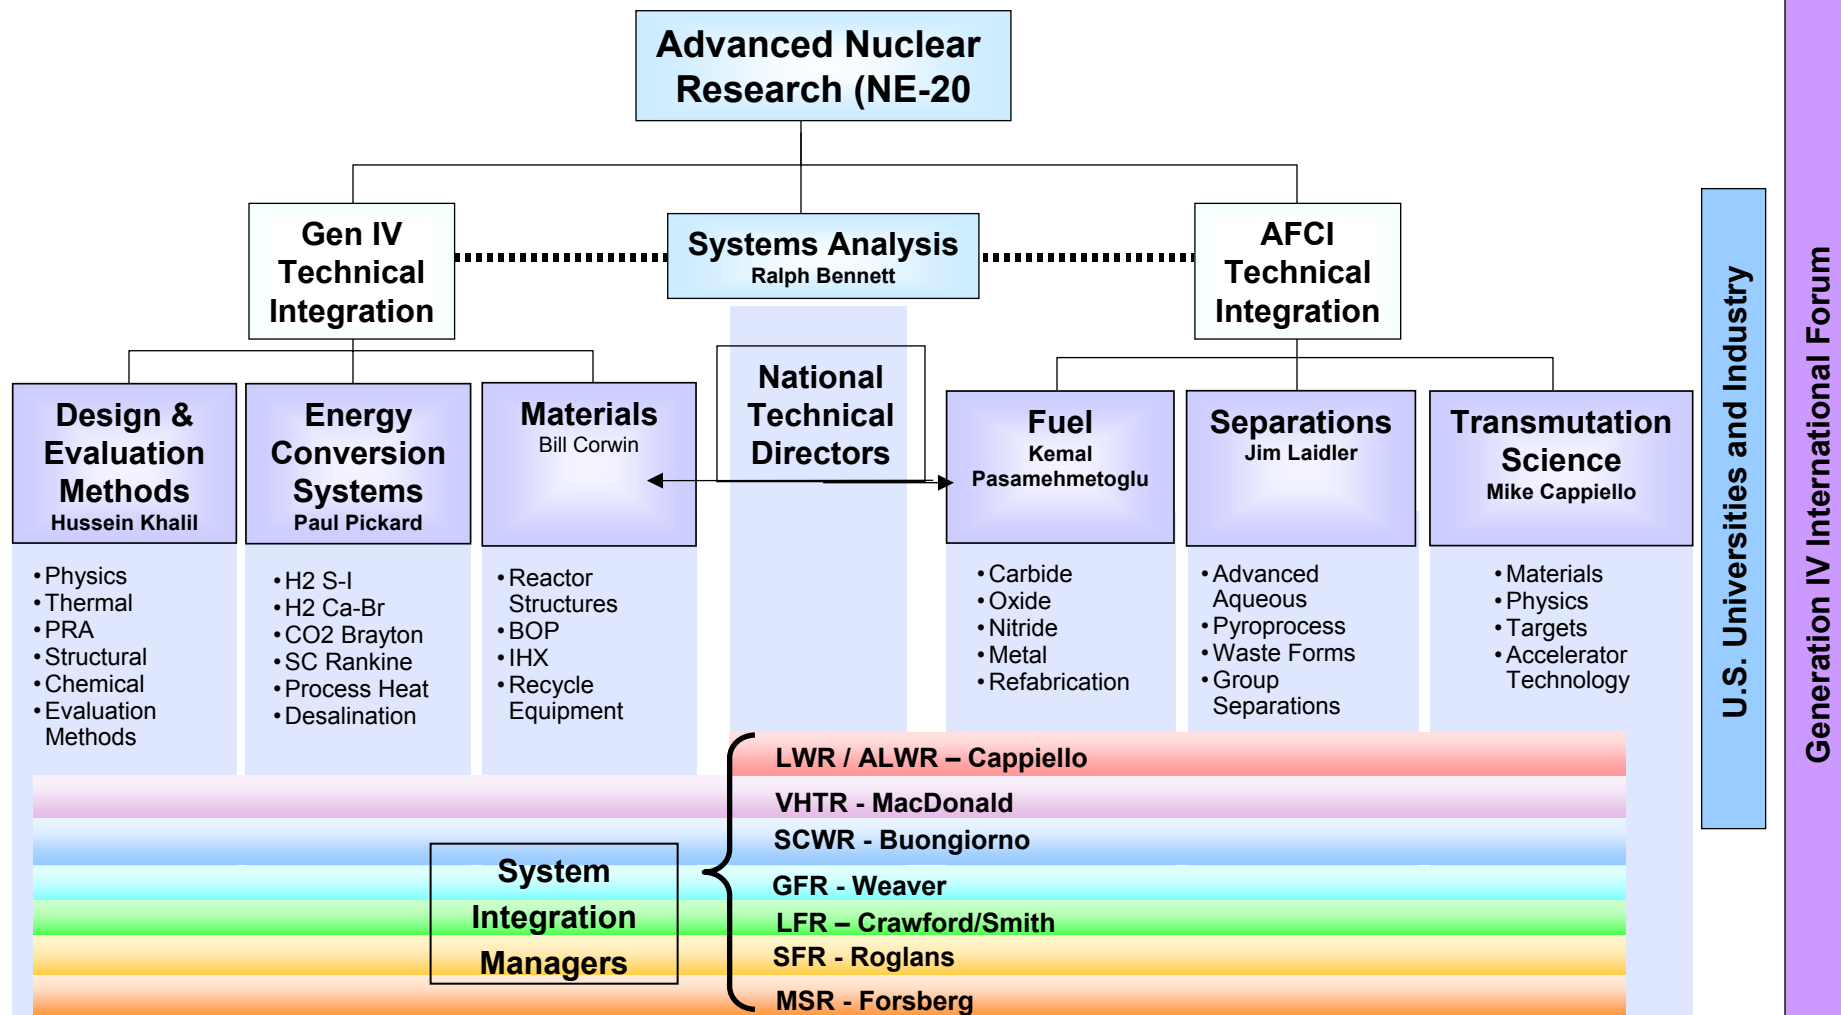 Advanced Nuclear
Research (NE-20
Gen IV
Technical
Integration
Systems Analysis
Ralph Bennett
AFCI
Technical
Integration
National
Technical
Directors
Design &
Evaluation
Methods
Hussein Khalil
Energy
Conversion
Systems
Paul Pickard
Materials
Bill Corwin
Fuel
Kemal
Pasamehmetoglu
Separations
Jim Laidler
Transmutation
Science
Mike Cappiello
•Physics
•Thermal
•PRA
•Structural
•Chemical
•Evaluation
Methods
•H2 S-I
•H2 Ca-Br
•CO2 Brayton
•SC Rankine
•Process Heat
•Desalination
•Reactor
Structures
•BOP
•IHX
•Recycle
Equipment
•Carbide
•Oxide
•Nitride
•Metal
•Refabrication
•Advanced
Aqueous
•Pyroprocess
•Waste Forms
•Group
Separations
•Materials
•Physics
•Targets
•Accelerator
Technology
System
Integration
Managers
LWR / ALWR – Cappiello
VHTR - MacDonald
SCWR - Buongiorno
GFR - Weaver
LFR – Crawford/Smith
SFR - Roglans
MSR - Forsberg
U.S. Universities and Industry
Generation IV International Forum